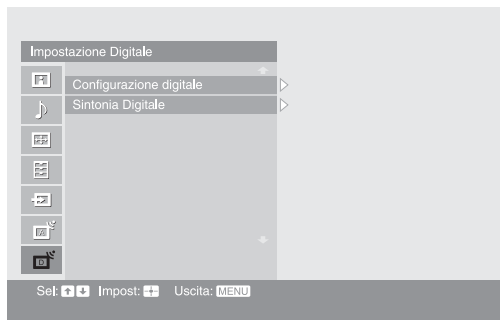 Impostazione Digitale
Configurazione digitale
Sintonia Digitale
Sel: Impost: Uscita: MENU